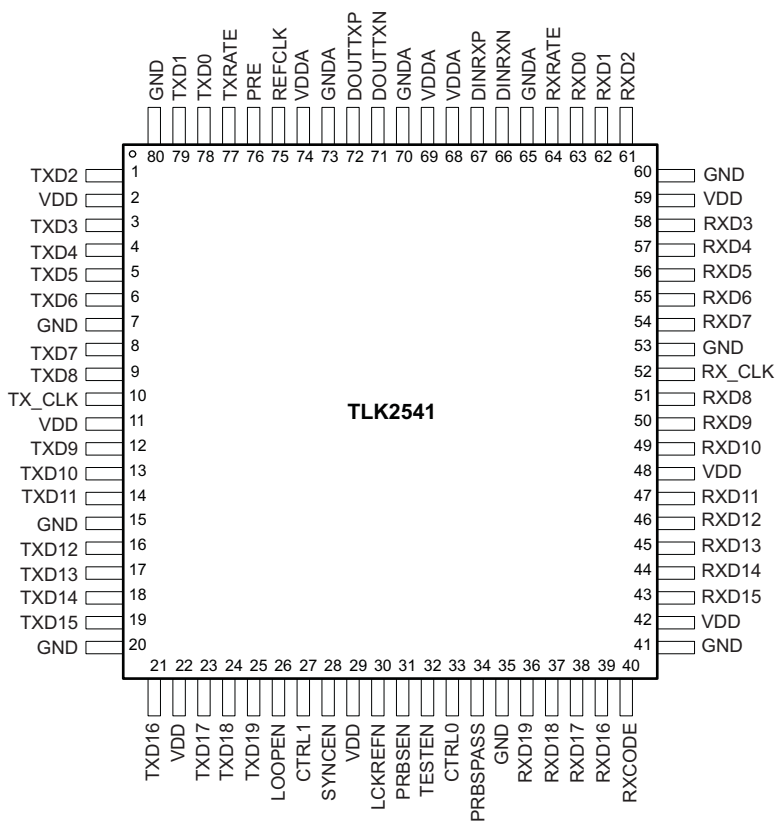 GND
TXD1
TXD0
TXRATE
PRE
REFCLK
VDDA
GNDA
DOUTTXP
DOUTTXN
GNDA
VDDA
VDDA
DINRXP
DINRXN
GNDA
RXRATE
RXD0
RXD1
RXD2
80 79 78 77 76 75 74 73 72 71 70 69 68 67 66 65 64 63 62 61
TXD2 1 60 GND
VDD 2 59 VDD
TXD3 3 58 RXD3
TXD4 4 57 RXD4
TXD5 5 56 RXD5
TXD6 6 55 RXD6
GND 7 54 RXD7
TXD7 8 53 GND
TXD8 9 52 RX_CLK
TX_CLK 10 51 RXD8
TLK2541
VDD 11 50 RXD9
TXD9 12 49 RXD10
TXD10 13 48 VDD
TXD11 14 47 RXD11
GND 15 46 RXD12
TXD12 16 45 RXD13
TXD13 17 44 RXD14
TXD14 18 43 RXD15
TXD15 19 42 VDD
GND 20 41 GND
21 22 23 24 25 26 27 28 29 30 31 32 33 34 35 36 37 38 39 40
TXD16
VDD
TXD17
TXD18
TXD19
LOOPEN
CTRL1
SYNCEN
VDD
LCKREFN
PRBSEN
TESTEN
CTRL0
PRBSPASS
GND
RXD19
RXD18
RXD17
RXD16
RXCODE